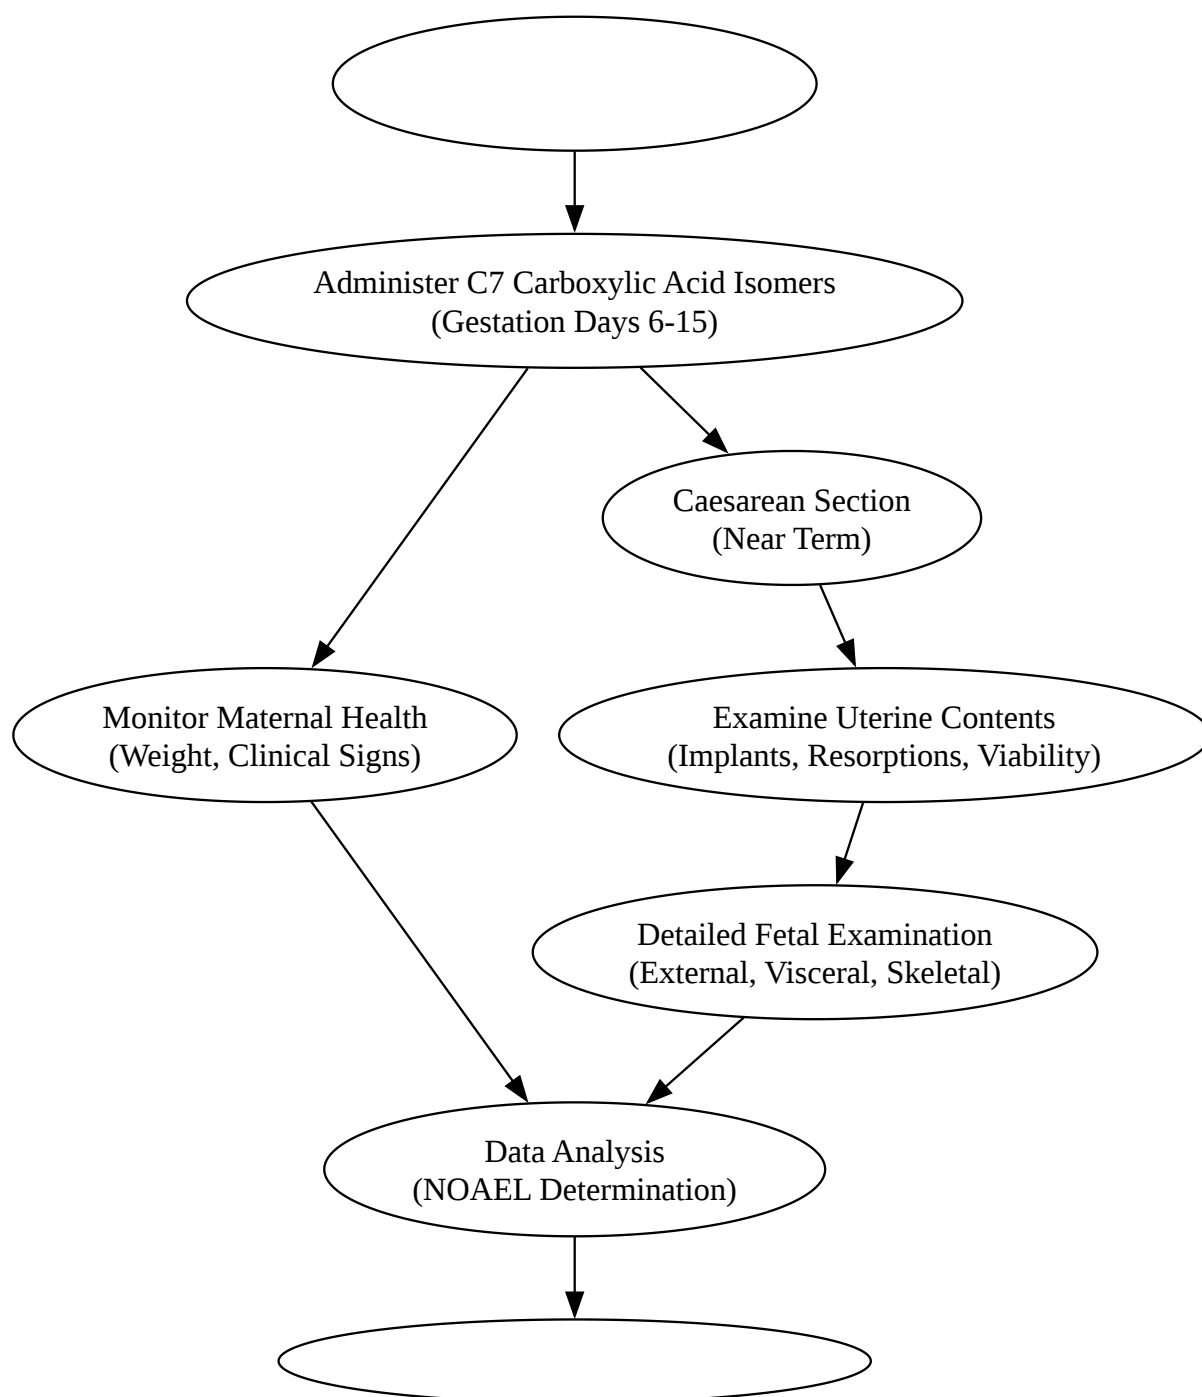 Administer C7 Carboxylic Acid Isomers
(Gestation Days 6-15)
Caesarean Section
(Near Term)
Monitor Maternal Health
(Weight, Clinical Signs)
Examine Uterine Contents
(Implants, Resorptions, Viability)
Detailed Fetal Examination
(External, Visceral, Skeletal)
Data Analysis
(NOAEL Determination)